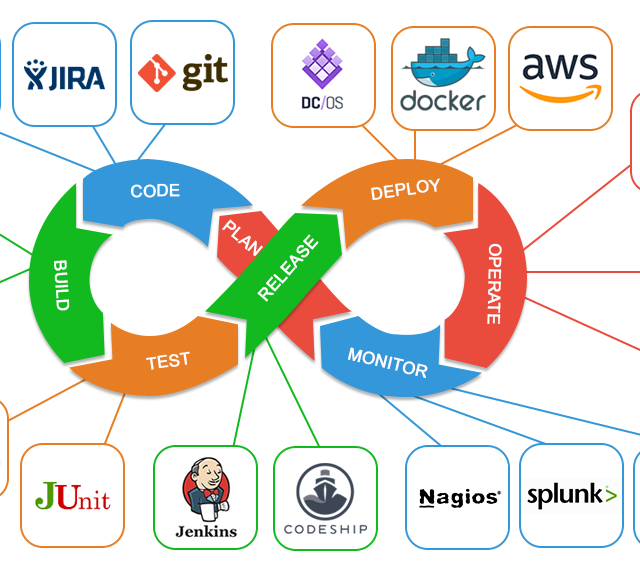 JIRA
git
DC/OS
docker
aws
CODE
DEPLOY
PLAN
RELEASE
BUILD
OPERATE
TEST
MONITOR
JUnit
Jenkins
CODESHIP
Nagios®
splunk>